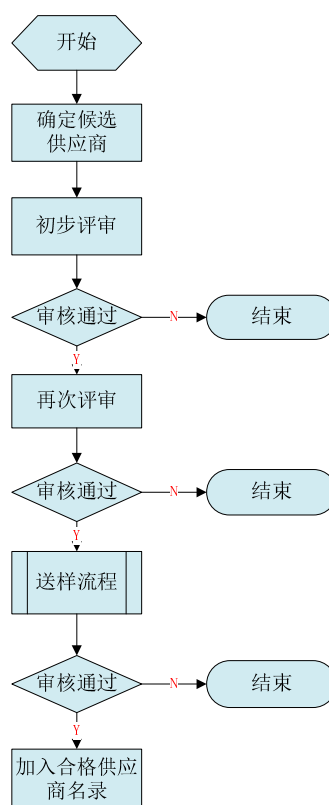 开始
确定候选
供应商
初步评审
审核通过
N
结束
Y
再次评审
审核通过
N
结束
Y
送样流程
审核通过
N
结束
Y
加入合格供应
商名录